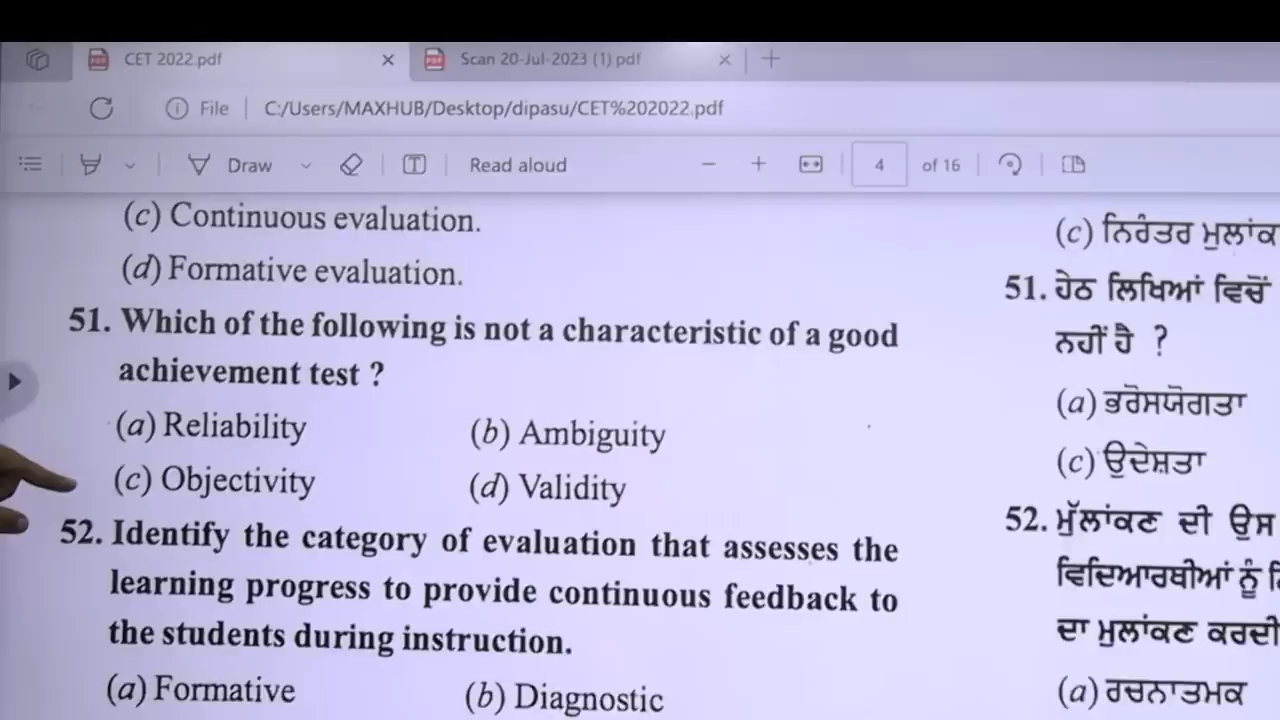 CET 2022.pdf
Scan 20-Jul-2023 (1).pdf
File
C:/Users/MAXHUB/Desktop/dipasu/CET%202022.pdf
Draw
Read aloud
4 of 16
(c) Continuous evaluation.
(d) Formative evaluation.
51. Which of the following is not a characteristic of a good
achievement test ?
(a) Reliability (b) Ambiguity
(c) Objectivity (d) Validity
52. Identify the category of evaluation that assesses the
learning progress to provide continuous feedback to
the students during instruction.
(a) Formative (b) Diagnostic
(c) ਨਿਰੰਤਰ ਮੁਲਾਂਕ
51. ਹੇਠ ਲਿਖਿਆਂ ਵਿਚੋਂ
ਨਹੀਂ ਹੈ ?
(a) ਭਰੋਸਯੋਗਤਾ
(c) ਉਦੇਸ਼ਤਾ
52. ਮੁੱਲਾਂਕਣ ਦੀ ਉਸ
ਵਿਦਿਆਰਥੀਆਂ ਨੂੰ
ਦਾ ਮੁਲਾਂਕਣ ਕਰਦੀ
(a) ਰਚਨਾਤਮਕ